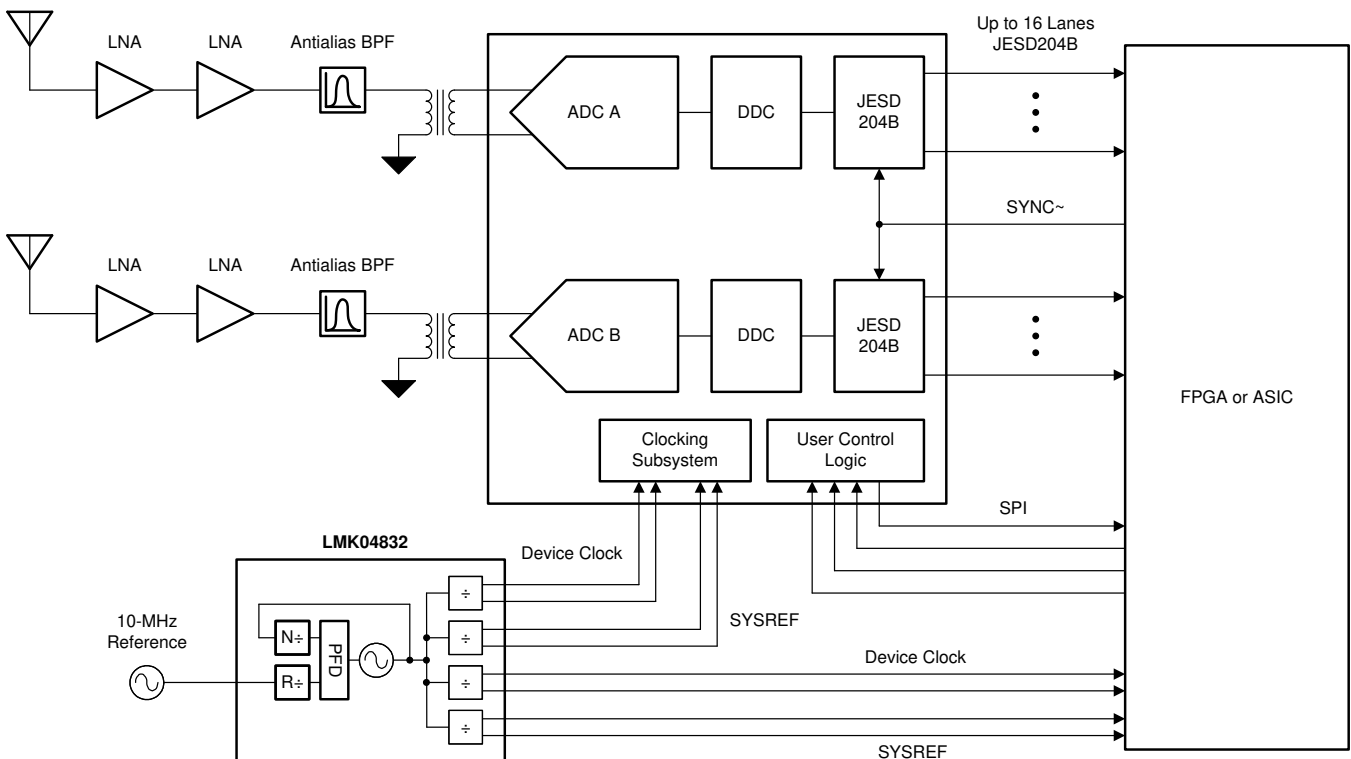 LNA
LNA
Antialias BPF
Up to 16 Lanes
JESD204B
ADC A
DDC
JESD
204B
SYNC~
LNA
LNA
Antialias BPF
ADC B
DDC
JESD
204B
FPGA or ASIC
Clocking
Subsystem
User Control
Logic
SPI
LMK04832
Device Clock
10-MHz
Reference
N÷
R÷
PFD
÷
÷
÷
÷
SYSREF
Device Clock
SYSREF